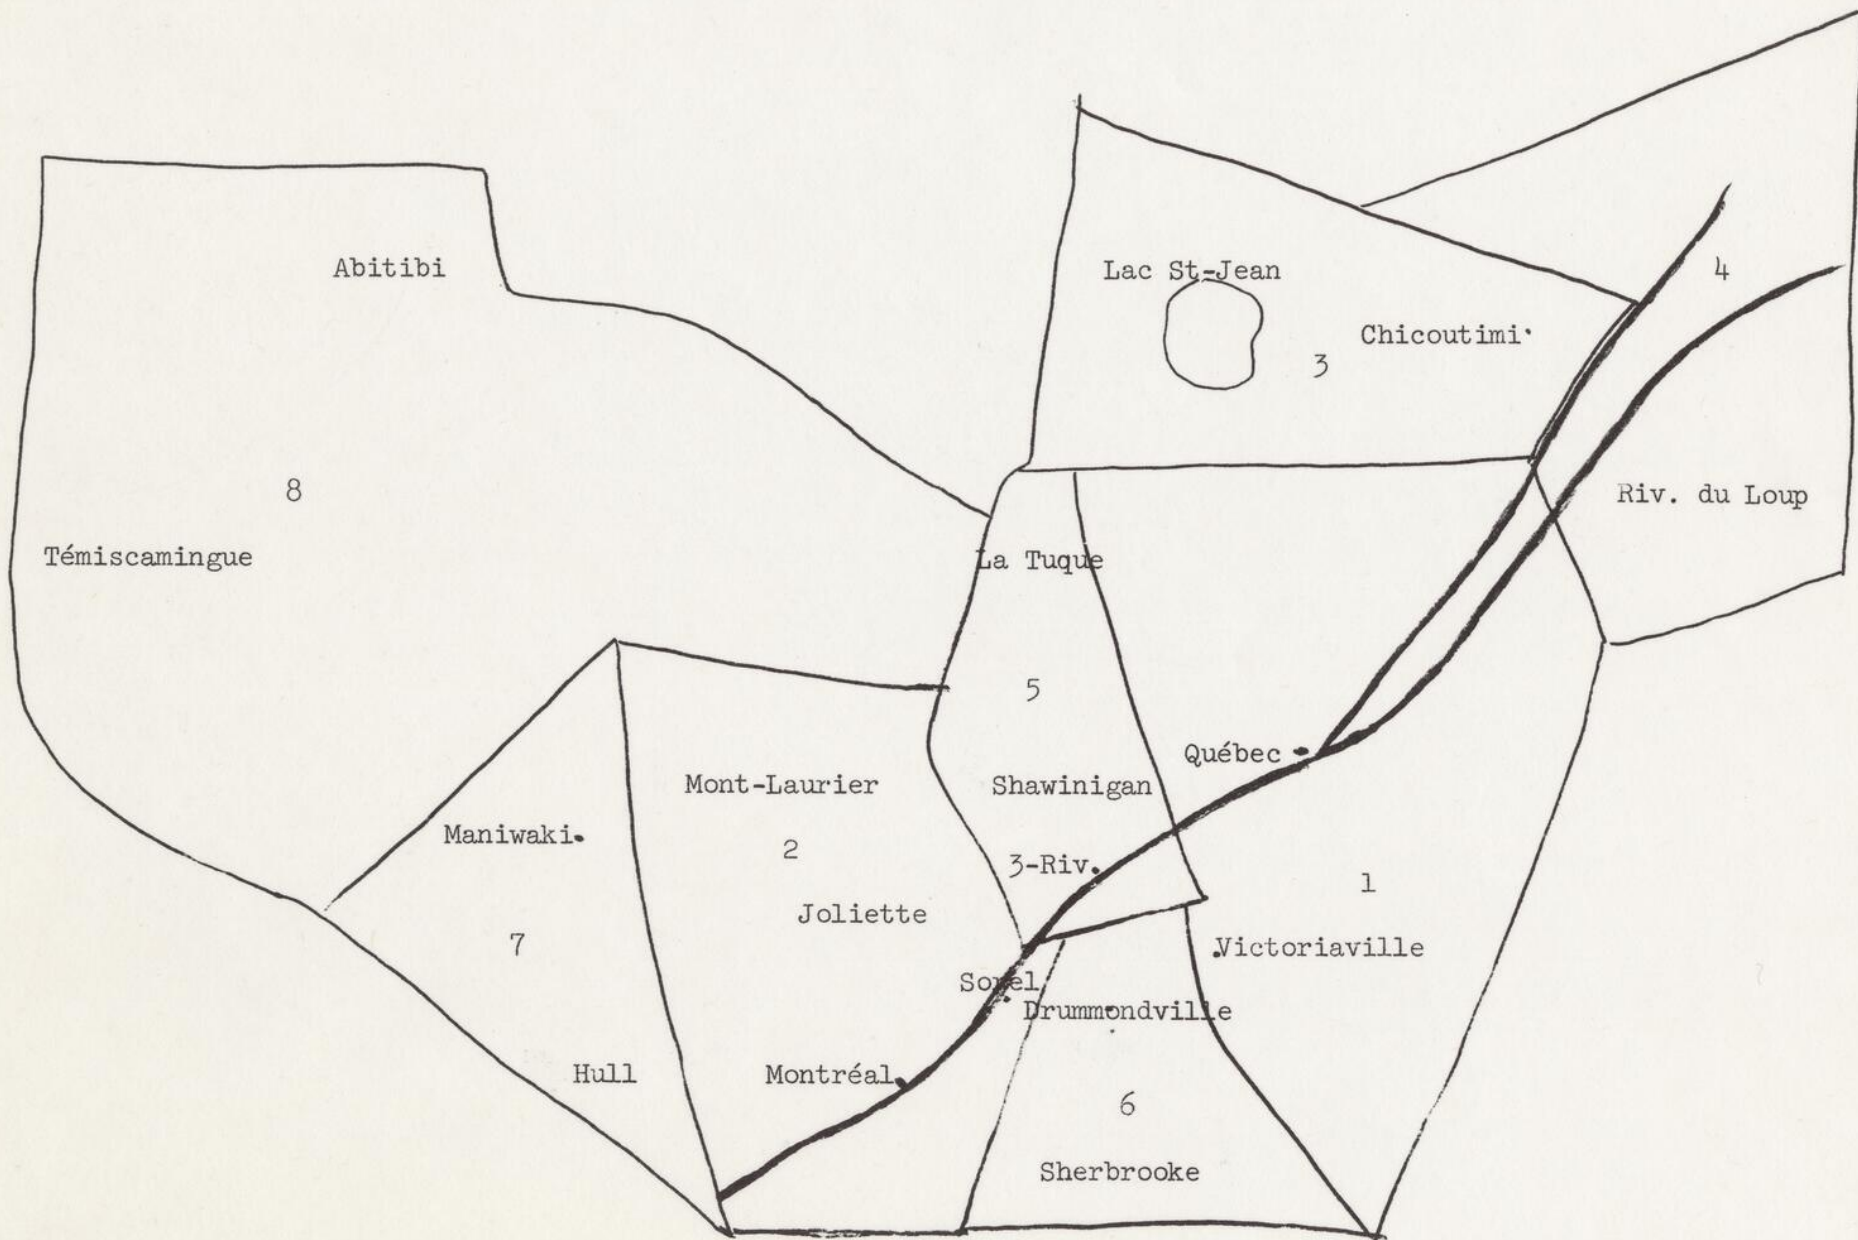 Abitibi
Lac St-Jean
4
Chicoutimi
3
8
Riv. du Loup
Témiscamingue
La Tuque
5
Québec
Mont-Laurier
Shawinigan
Maniwaki
2
3-Riv.
1
Joliette
7
Victoriaville
Sorel
Drummondville
Hull
Montréal
6
Sherbrooke